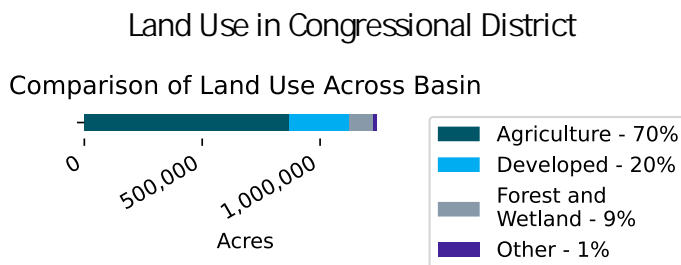 Land Use in Congressional District
Comparison of Land Use Across Basin
0
500,000
1,000,000
Acres
Agriculture - 70%
Developed - 20%
Forest and
Wetland - 9%
Other - 1%